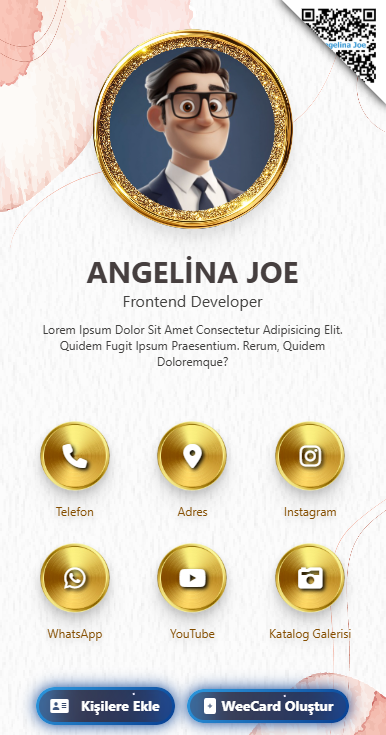 Angelina Joe
ANGELİNA JOE
Frontend Developer
Lorem Ipsum Dolor Sit Amet Consectetur Adipisicing Elit.
Quidem Fugit Ipsum Praesentium. Rerum, Quidem
Doloremque?
Telefon
Adres
Instagram
WhatsApp
YouTube
Katalog Galerisi
Kişilere Ekle
WeeCard Oluştur